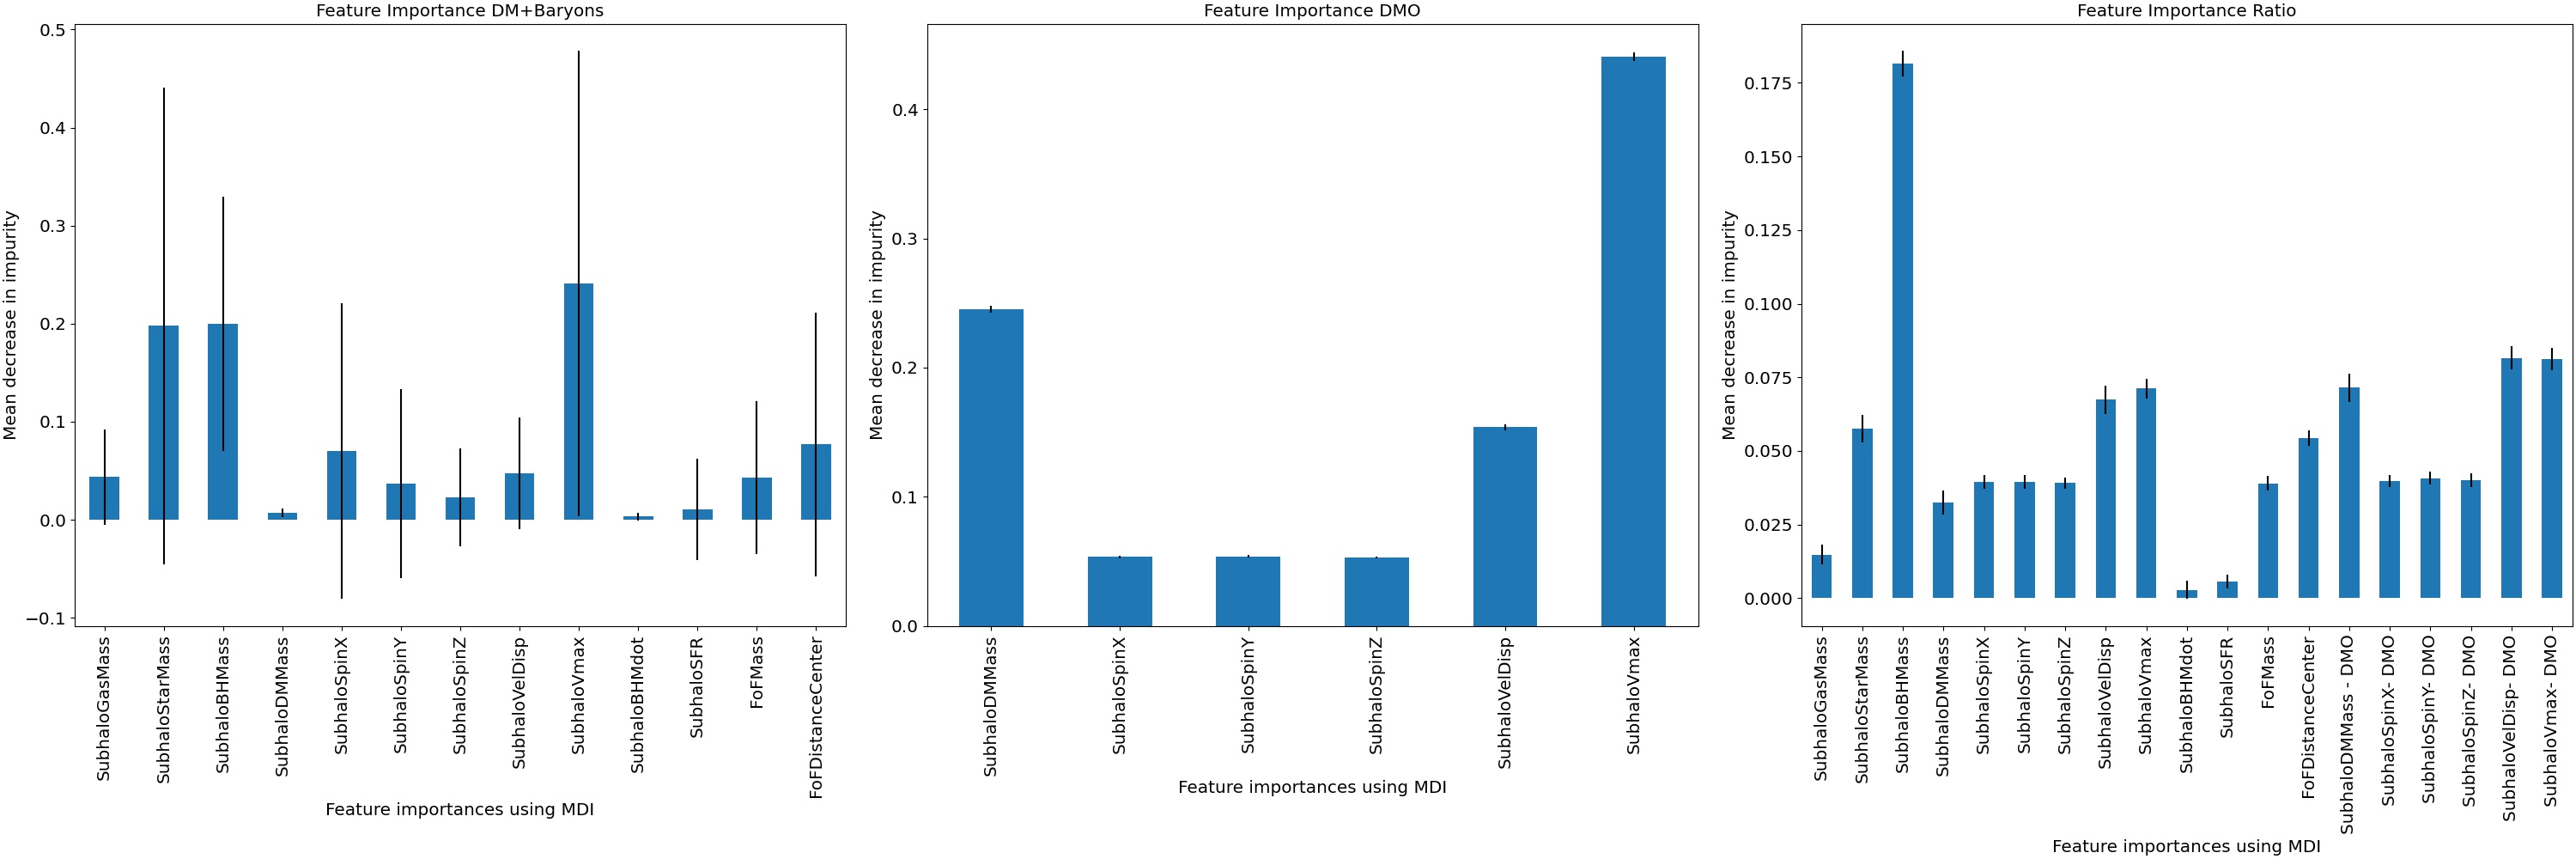 Feature Importance DM+Baryons
Mean decrease in impurity
0.5
0.4
0.3
0.2
0.1
0.0
−0.1
SubhaloGasMass
SubhaloStarMass
SubhaloBHMass
SubhaloDMMass
SubhaloSpinX
SubhaloSpinY
SubhaloSpinZ
SubhaloVelDisp
SubhaloVmax
SubhaloBHMdot
SubhaloSFR
FoFMass
FoFDistanceCenter
Feature importances using MDI
Feature Importance DMO
Mean decrease in impurity
0.4
0.3
0.2
0.1
0.0
SubhaloDMMass
SubhaloSpinX
SubhaloSpinY
SubhaloSpinZ
SubhaloVelDisp
SubhaloVmax
Feature importances using MDI
Feature Importance Ratio
Mean decrease in impurity
0.175
0.150
0.125
0.100
0.075
0.050
0.025
0.000
SubhaloGasMass
SubhaloStarMass
SubhaloBHMass
SubhaloDMMass
SubhaloSpinX
SubhaloSpinY
SubhaloSpinZ
SubhaloVelDisp
SubhaloVmax
SubhaloBHMdot
SubhaloSFR
FoFMass
FoFDistanceCenter
SubhaloDMMass - DMO
SubhaloSpinX- DMO
SubhaloSpinY- DMO
SubhaloSpinZ- DMO
SubhaloVelDisp- DMO
SubhaloVmax- DMO
Feature importances using MDI